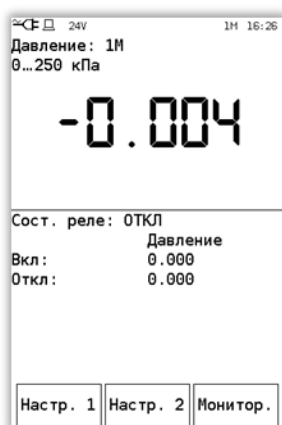 24V 1М 16:26
Давление: 1М
0…250 кПа
-0.004
Сост. реле: ОТКЛ
Давление
Вкл: 0.000
Откл: 0.000
Настр. 1 Настр. 2 Монитор.